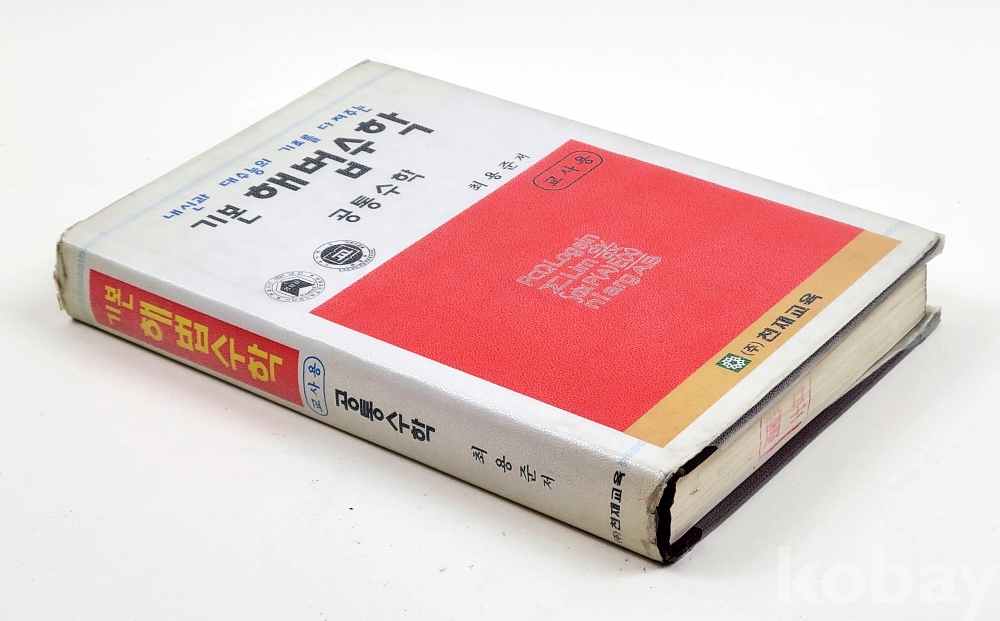 내신과 대수능의 기초를 다져주는
기본 해법수학
공통수학
최용준 저
교사용
(주) 천재교육
기본 해법수학
교사용
공통수학
최용준 저
(주) 천재교육
kobay